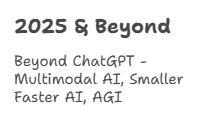 2025 & Beyond
Beyond ChatGPT -
Multimodal AI, Smaller
Faster AI, AGI